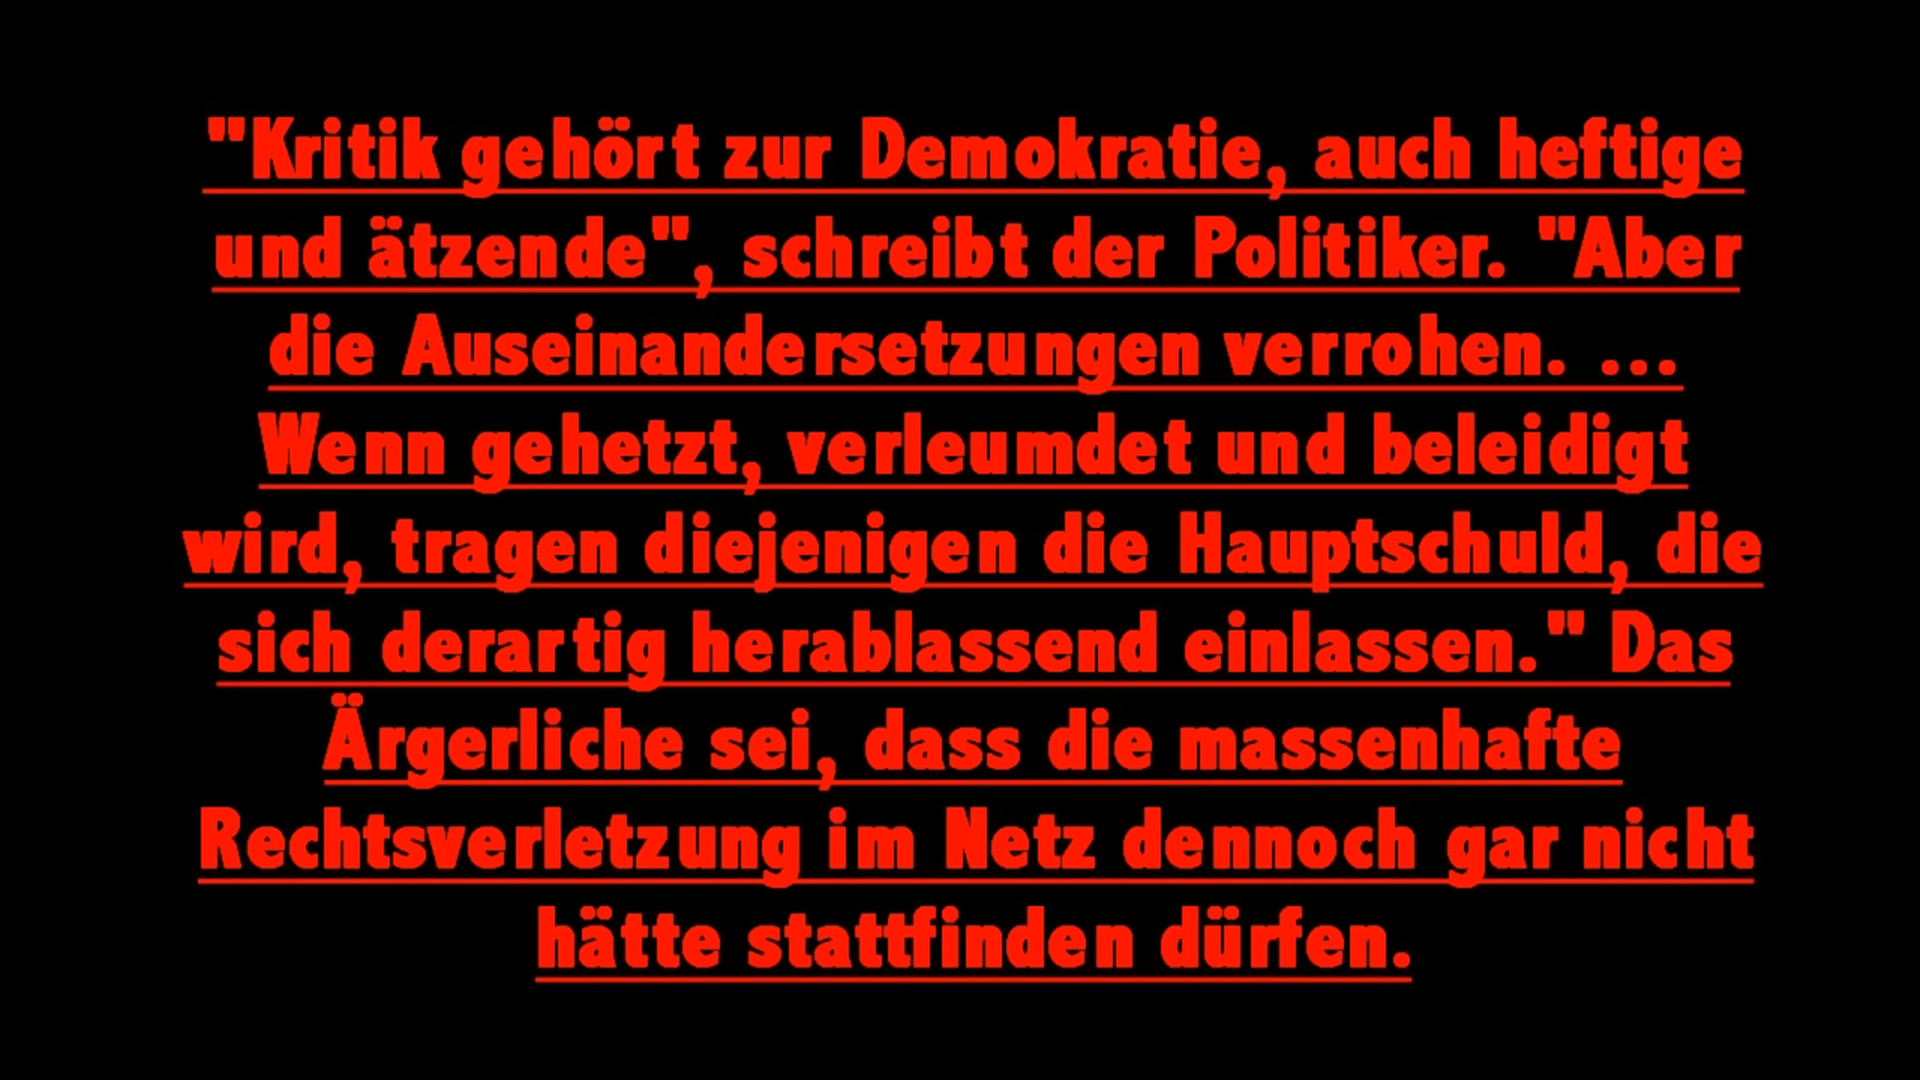 "Kritik gehört zur Demokratie, auch heftige
und ätzende", schreibt der Politiker. "Aber
die Auseinandersetzungen verrohen. ...
Wenn gehetzt, verleumdet und beleidigt
wird, tragen diejenigen die Hauptschuld, die
sich derartig herablassend einlassen." Das
Ärgerliche sei, dass die massenhafte
Rechtsverletzung im Netz dennoch gar nicht
hätte stattfinden dürfen.